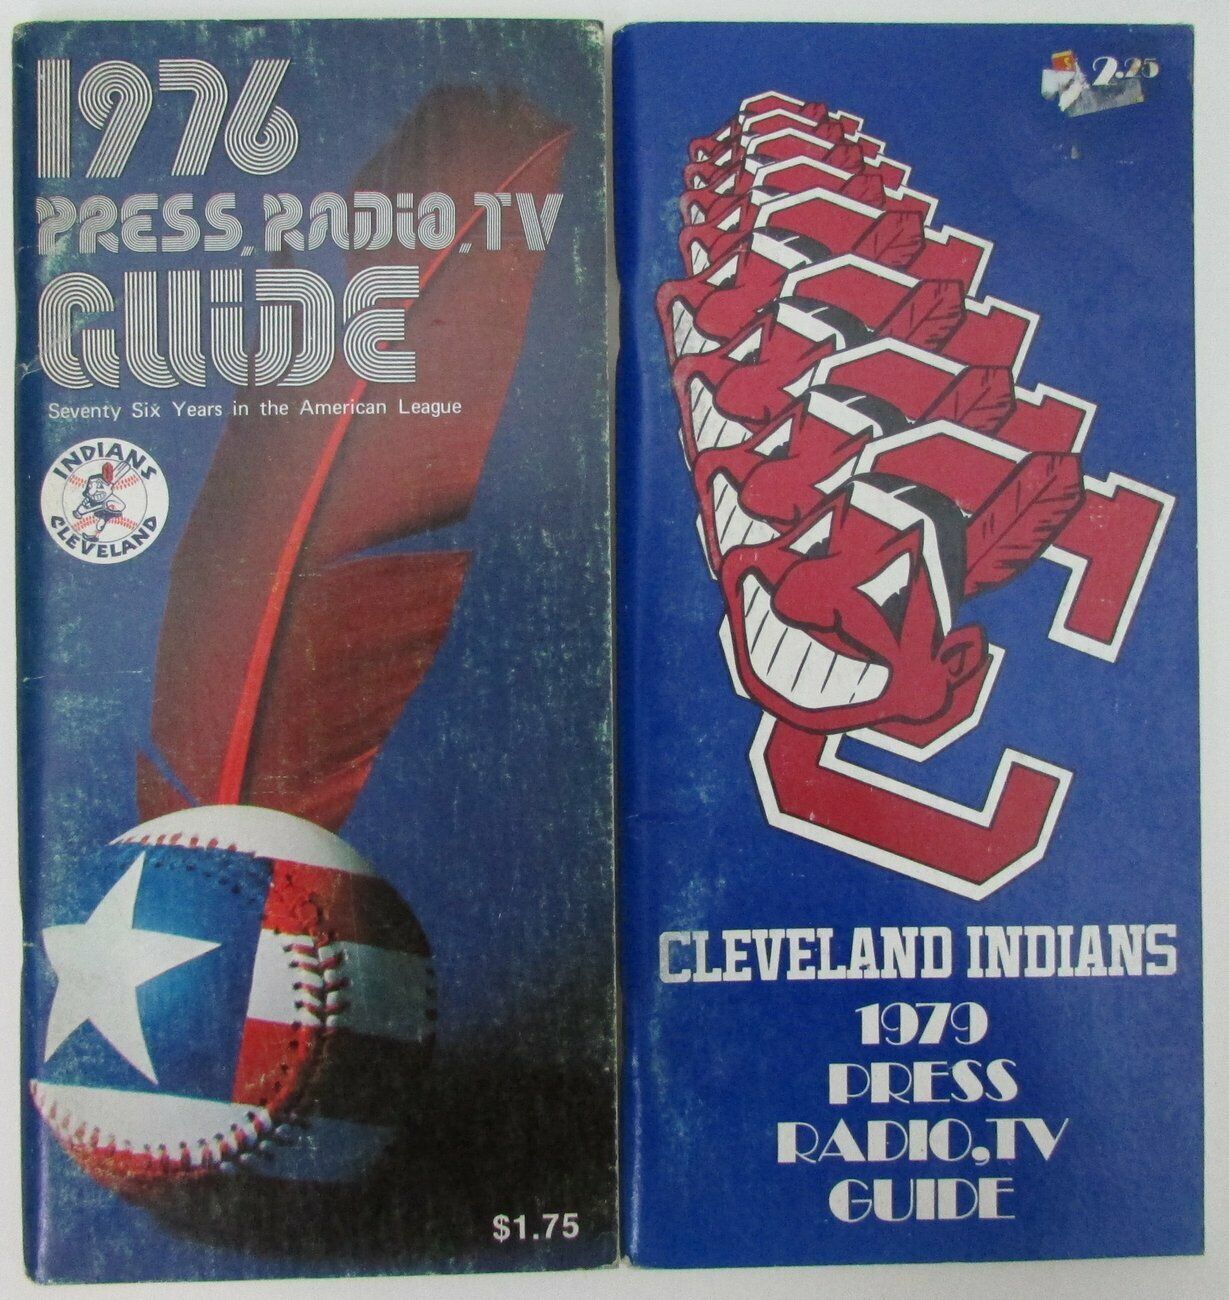 1976
PRESS, RADIO, TV
GUIDE
Seventy Six Years in the American League
INDIANS
CLEVELAND
$1.75
2.25
CLEVELAND INDIANS
1979
PRESS
RADIO, TV
GUIDE